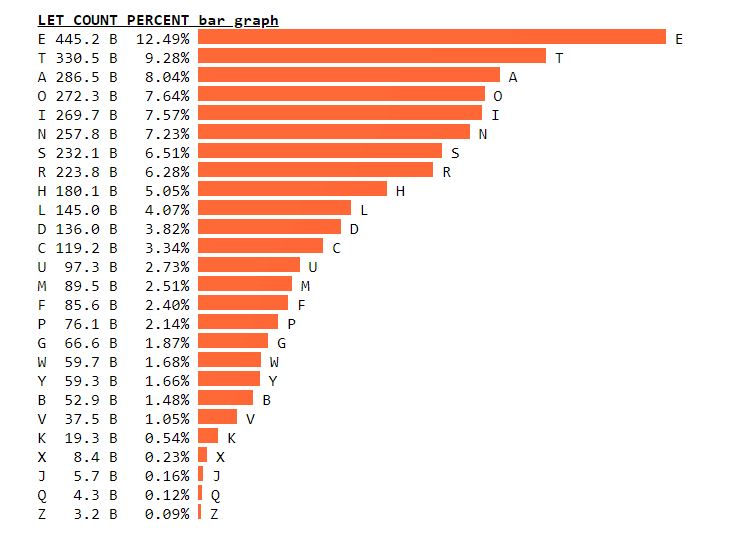 LET COUNT PERCENT bar graph
E 445.2 B 12.49% E
T 330.5 B 9.28% T
A 286.5 B 8.04% A
O 272.3 B 7.64% O
I 269.7 B 7.57% I
N 257.8 B 7.23% N
S 232.1 B 6.51% S
R 223.8 B 6.28% R
H 180.1 B 5.05% H
L 145.0 B 4.07% L
D 136.0 B 3.82% D
C 119.2 B 3.34% C
U 97.3 B 2.73% U
M 89.5 B 2.51% M
F 85.6 B 2.40% F
P 76.1 B 2.14% P
G 66.6 B 1.87% G
W 59.7 B 1.68% W
Y 59.3 B 1.66% Y
B 52.9 B 1.48% B
V 37.5 B 1.05% V
K 19.3 B 0.54% K
X 8.4 B 0.23% X
J 5.7 B 0.16% J
Q 4.3 B 0.12% Q
Z 3.2 B 0.09% Z